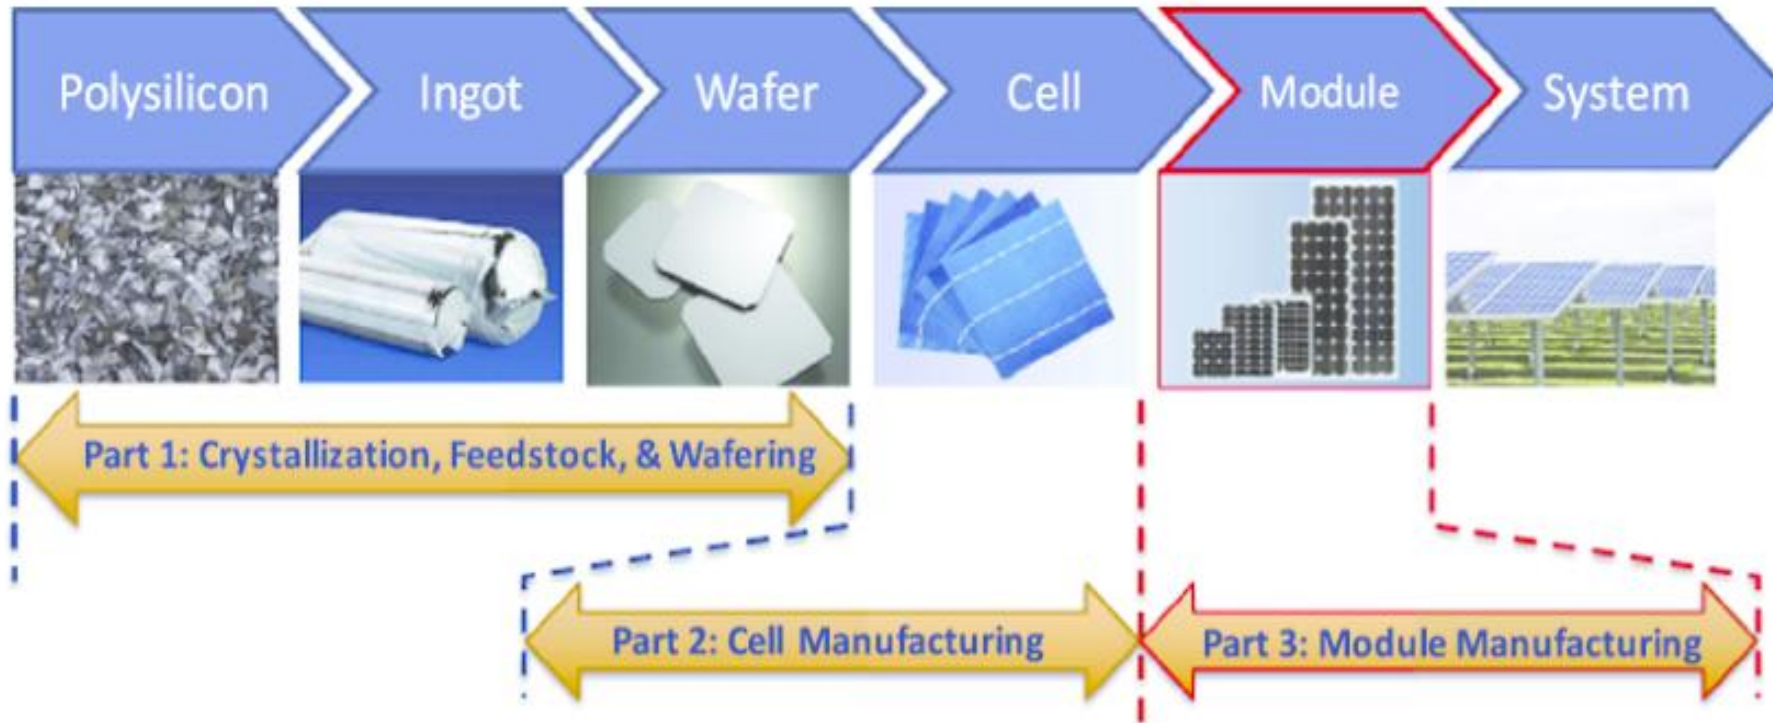 Polysilicon
Ingot
Wafer
Cell
Module
System
Part 1: Crystallization, Feedstock, & Wafering
Part 2: Cell Manufacturing
Part 3: Module Manufacturing